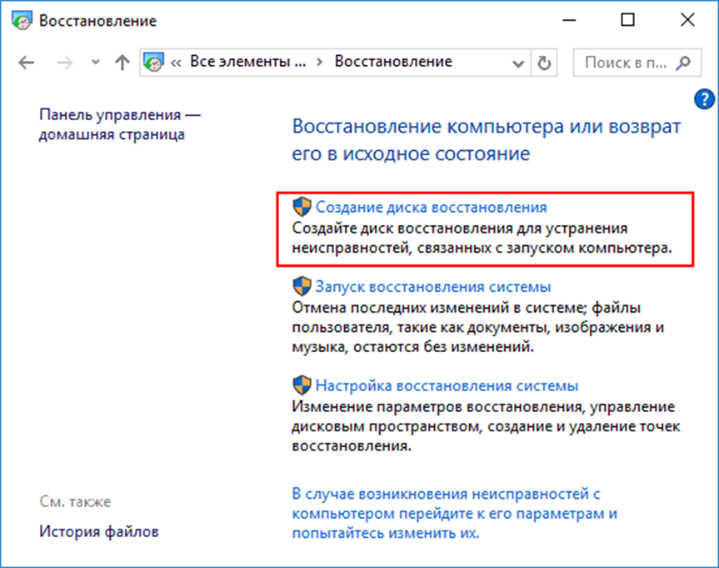 Восстановление
« Все элементы ... > Восстановление
Поиск в п...
?
Панель управления —
домашняя страница
Восстановление компьютера или возврат
его в исходное состояние
Создание диска восстановления
Создайте диск восстановления для устранения
неисправностей, связанных с запуском компьютера.
Запуск восстановления системы
Отмена последних изменений в системе; файлы
пользователя, такие как документы, изображения и
музыка, остаются без изменений.
Настройка восстановления системы
Изменение параметров восстановления, управление
дисковым пространством, создание и удаление точек
восстановления.
См. также
История файлов
В случае возникновения неисправностей с
компьютером перейдите к его параметрам и
попытайтесь изменить их.